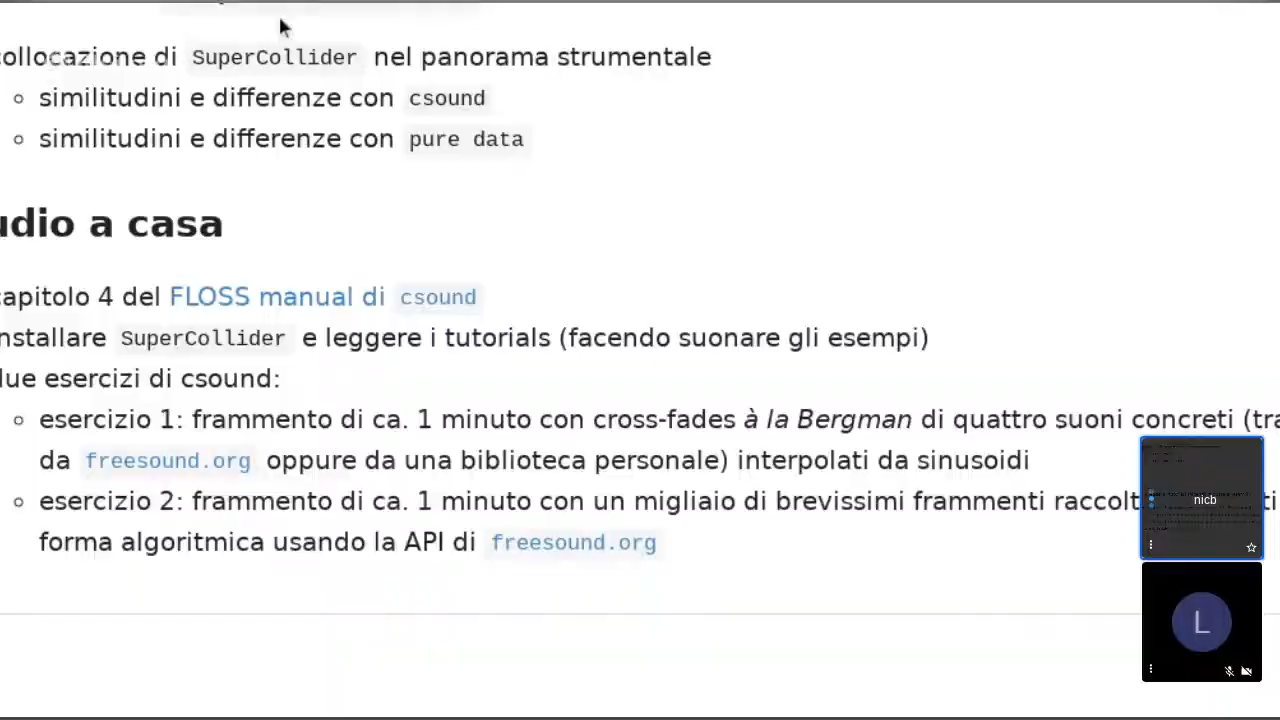 ollocazione di SuperCollider nel panorama strumentale
similitudini e differenze con csound
similitudini e differenze con pure data
udio a casa
capitolo 4 del FLOSS manual di csound
nstallare SuperCollider e leggere i tutorials (facendo suonare gli esempi)
due esercizi di csound:
esercizio 1: frammento di ca. 1 minuto con cross-fades à la Bergman di quattro suoni concreti (tra
da freesound.org oppure da una biblioteca personale) interpolati da sinusoidi
esercizio 2: frammento di ca. 1 minuto con un migliaio di brevissimi frammenti raccolt
forma algoritmica usando la API di freesound.org
nicb
L